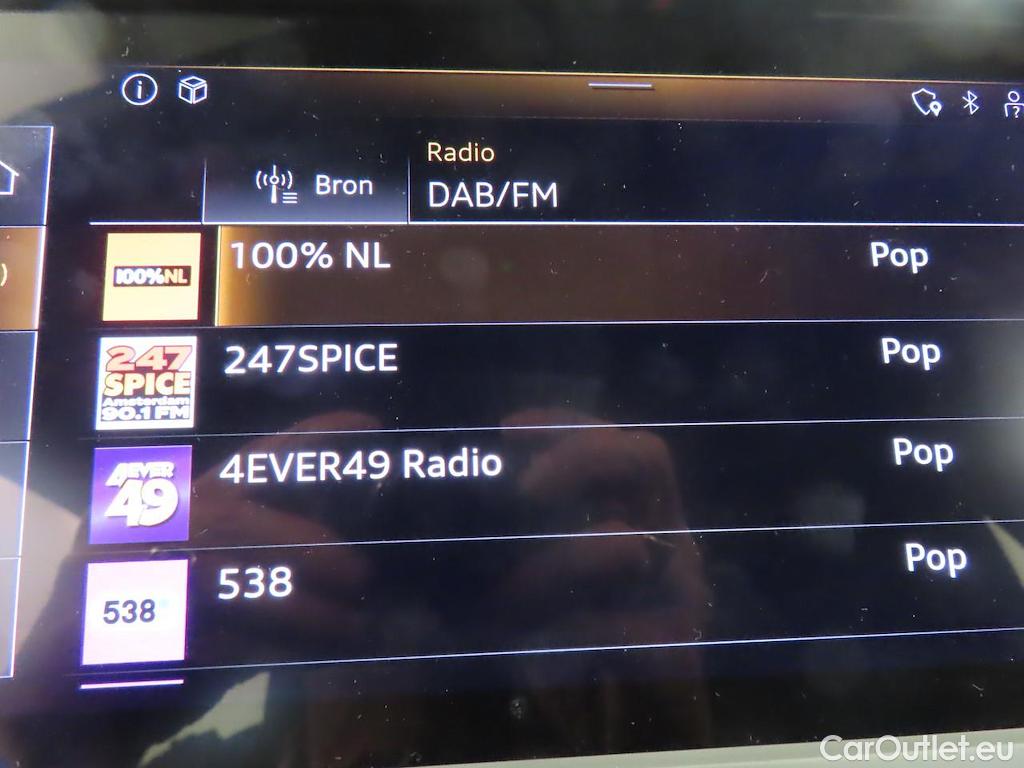 Radio
Bron
DAB/FM
100%NL
100% NL
Pop
247
SPICE
Amsterdam
90.1 FM
247SPICE
Pop
4EVER
49
4EVER49 Radio
Pop
538
538
Pop
CarOutlet.eu